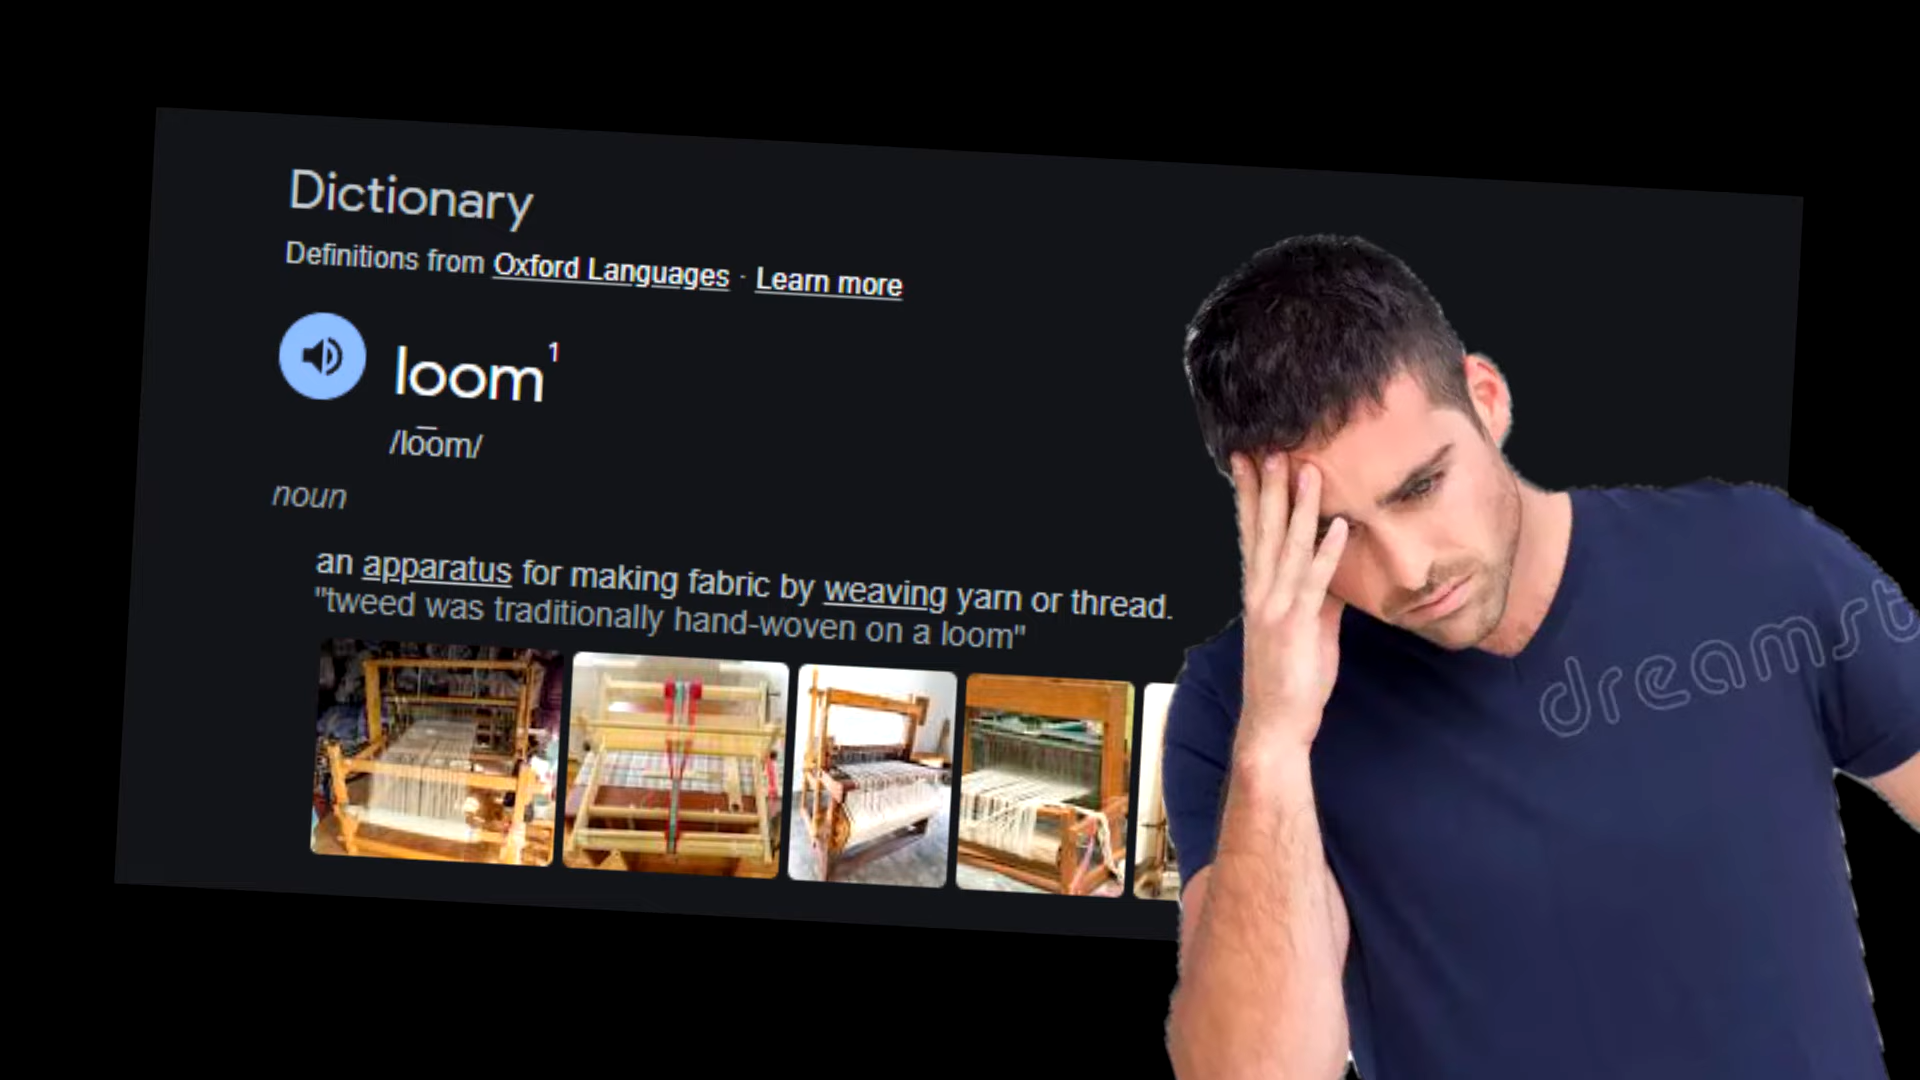 Dictionary
Definitions from Oxford Languages · Learn more
loom¹
/lo͞om/
noun
an apparatus for making fabric by weaving yarn or thread.
"tweed was traditionally hand-woven on a loom"
dreamst